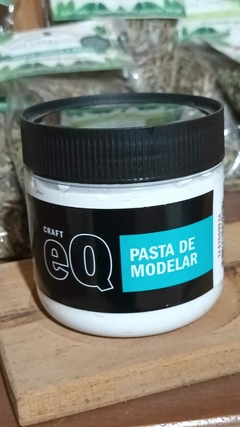 CRAFT
eQ
PASTA DE
MODELAR